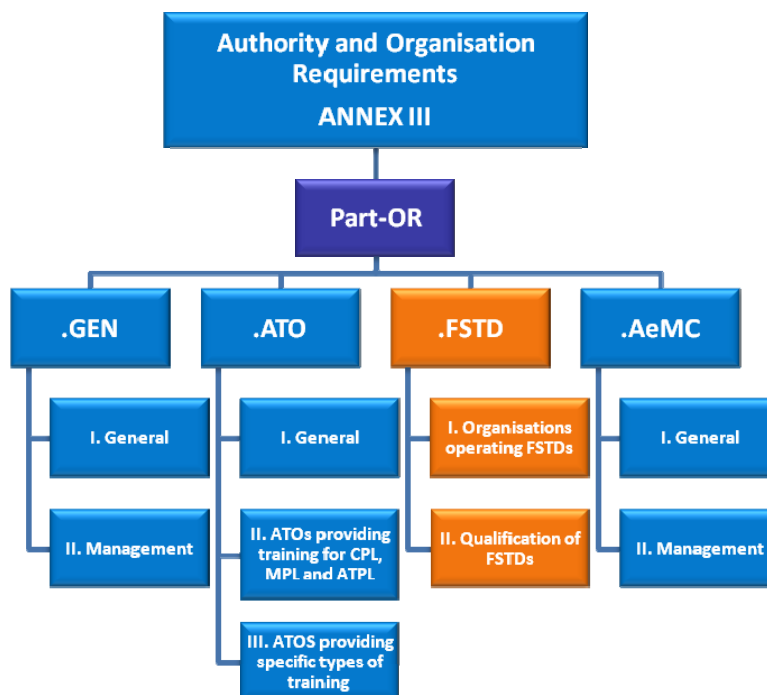 Authority and Organisation
Requirements
ANNEX III
Part-OR
.GEN
.ATO
.FSTD
.AeMC
I. General
I. General
I. Organisations
operating FSTDs
I. General
II. Management
II. ATOs providing
training for CPL,
MPL and ATPL
II. Qualification of
FSTDs
II. Management
III. ATOS providing
specific types of
training